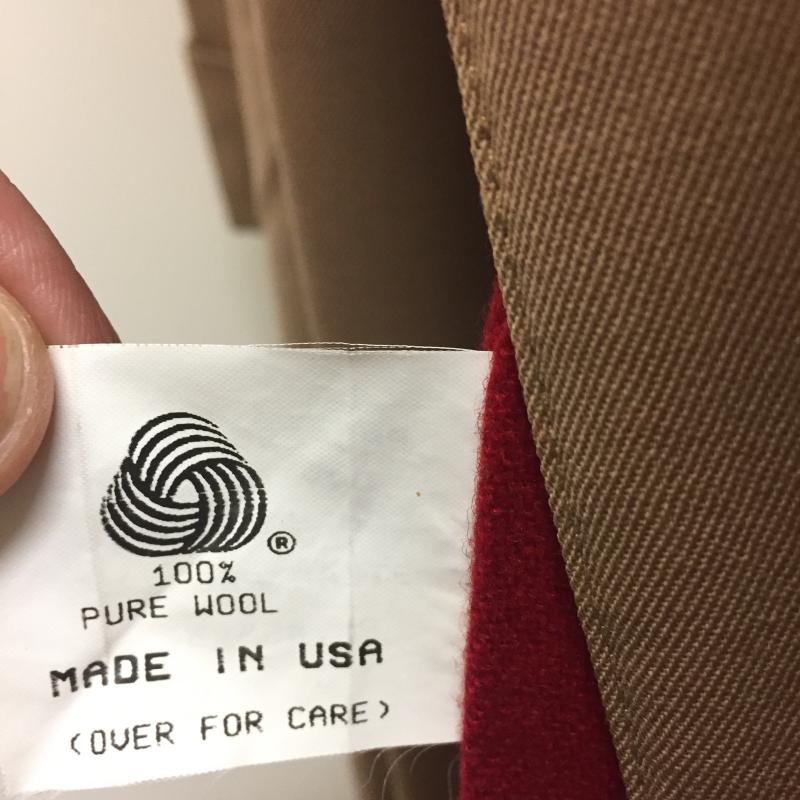 ®
100%
PURE WOOL
MADE IN USA
(OVER FOR CARE)